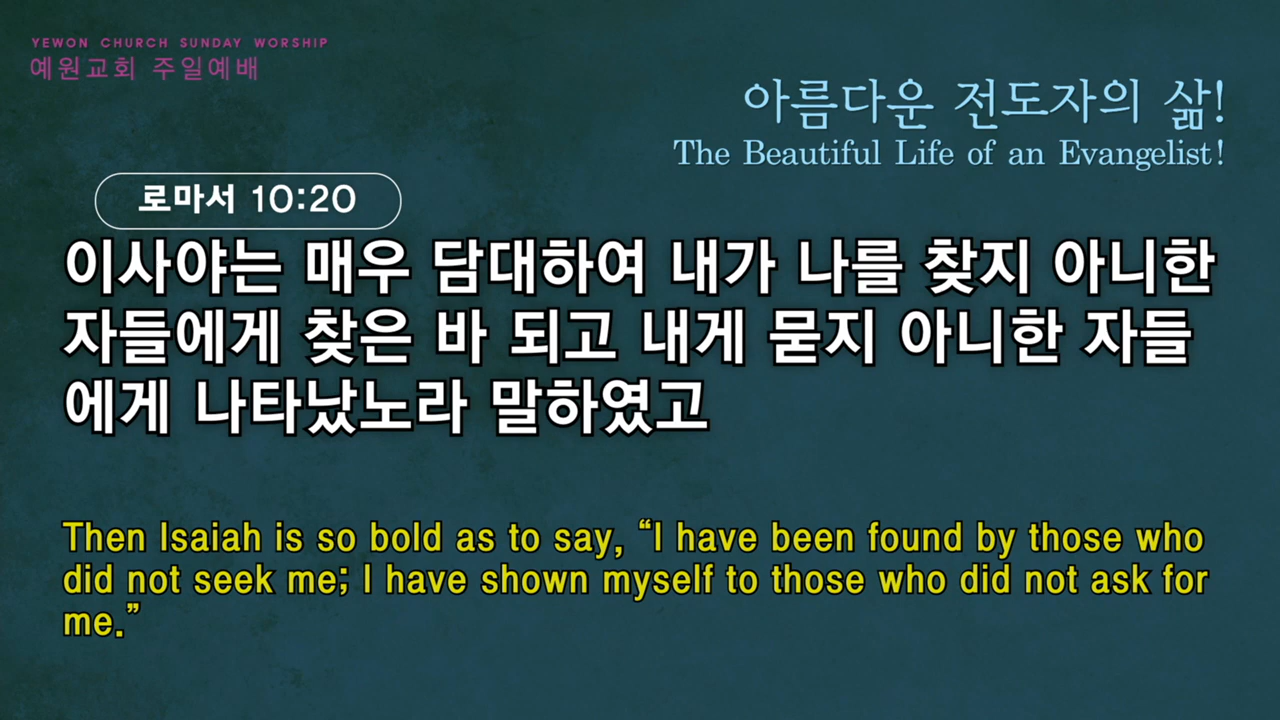 YEWON CHURCH SUNDAY WORSHIP
예원교회 주일예배
아름다운 전도자의 삶!
The Beautiful Life of an Evangelist!
로마서 10:20
이사야는 매우 담대하여 내가 나를 찾지 아니한
자들에게 찾은 바 되고 내게 묻지 아니한 자들
에게 나타났노라 말하였고
Then Isaiah is so bold as to say, “I have been found by those who
did not seek me; I have shown myself to those who did not ask for
me.”